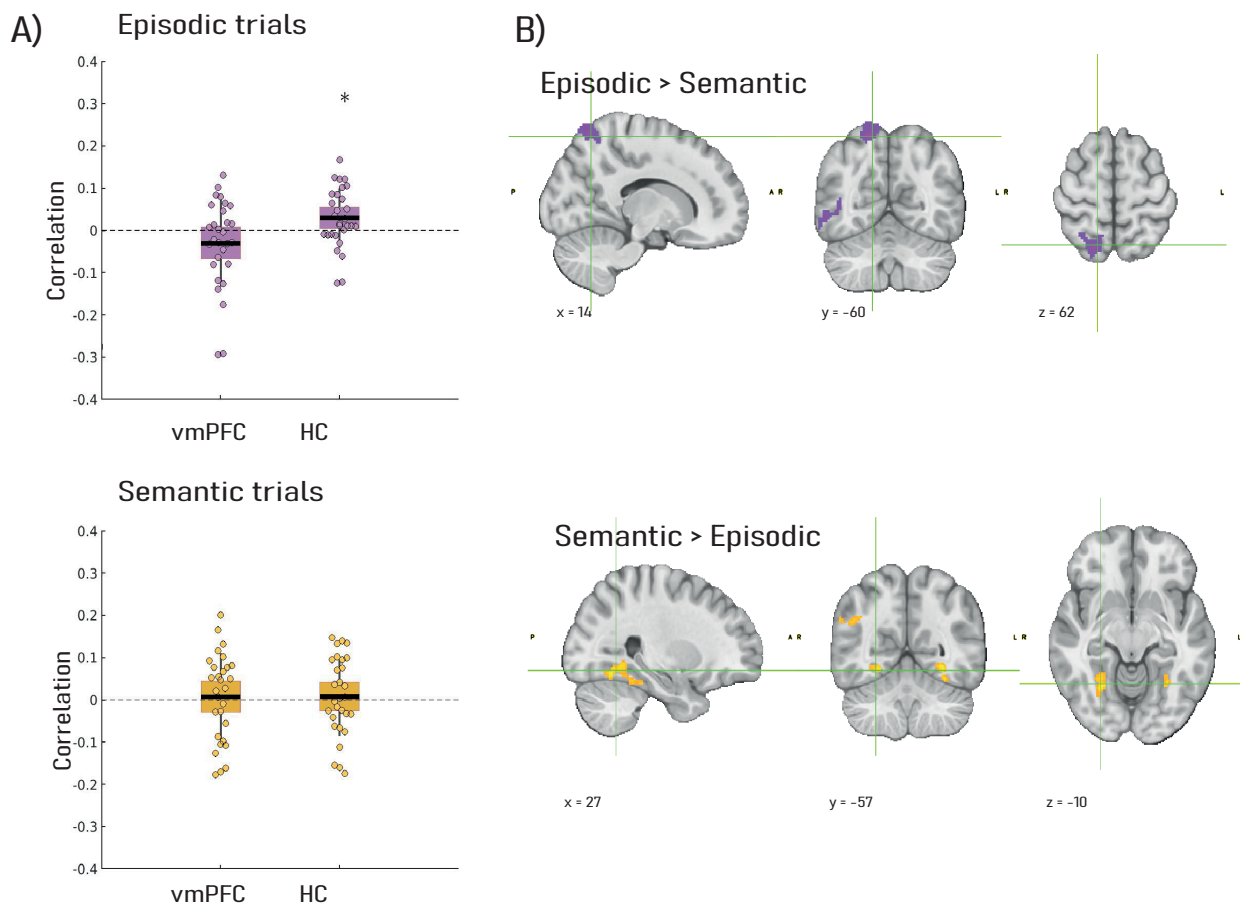 A)
Episodic trials
0.4
0.3
0.2
0.1
0
-0.1
-0.2
-0.3
-0.4
Correlation
*
vmPFC HC
Semantic trials
0.4
0.3
0.2
0.1
0
-0.1
-0.2
-0.3
-0.4
Correlation
vmPFC HC
B)
Episodic > Semantic
P A R L R L
x = 14 y = -60 z = 62
Semantic > Episodic
P A R L R L
x = 27 y = -57 z = -10